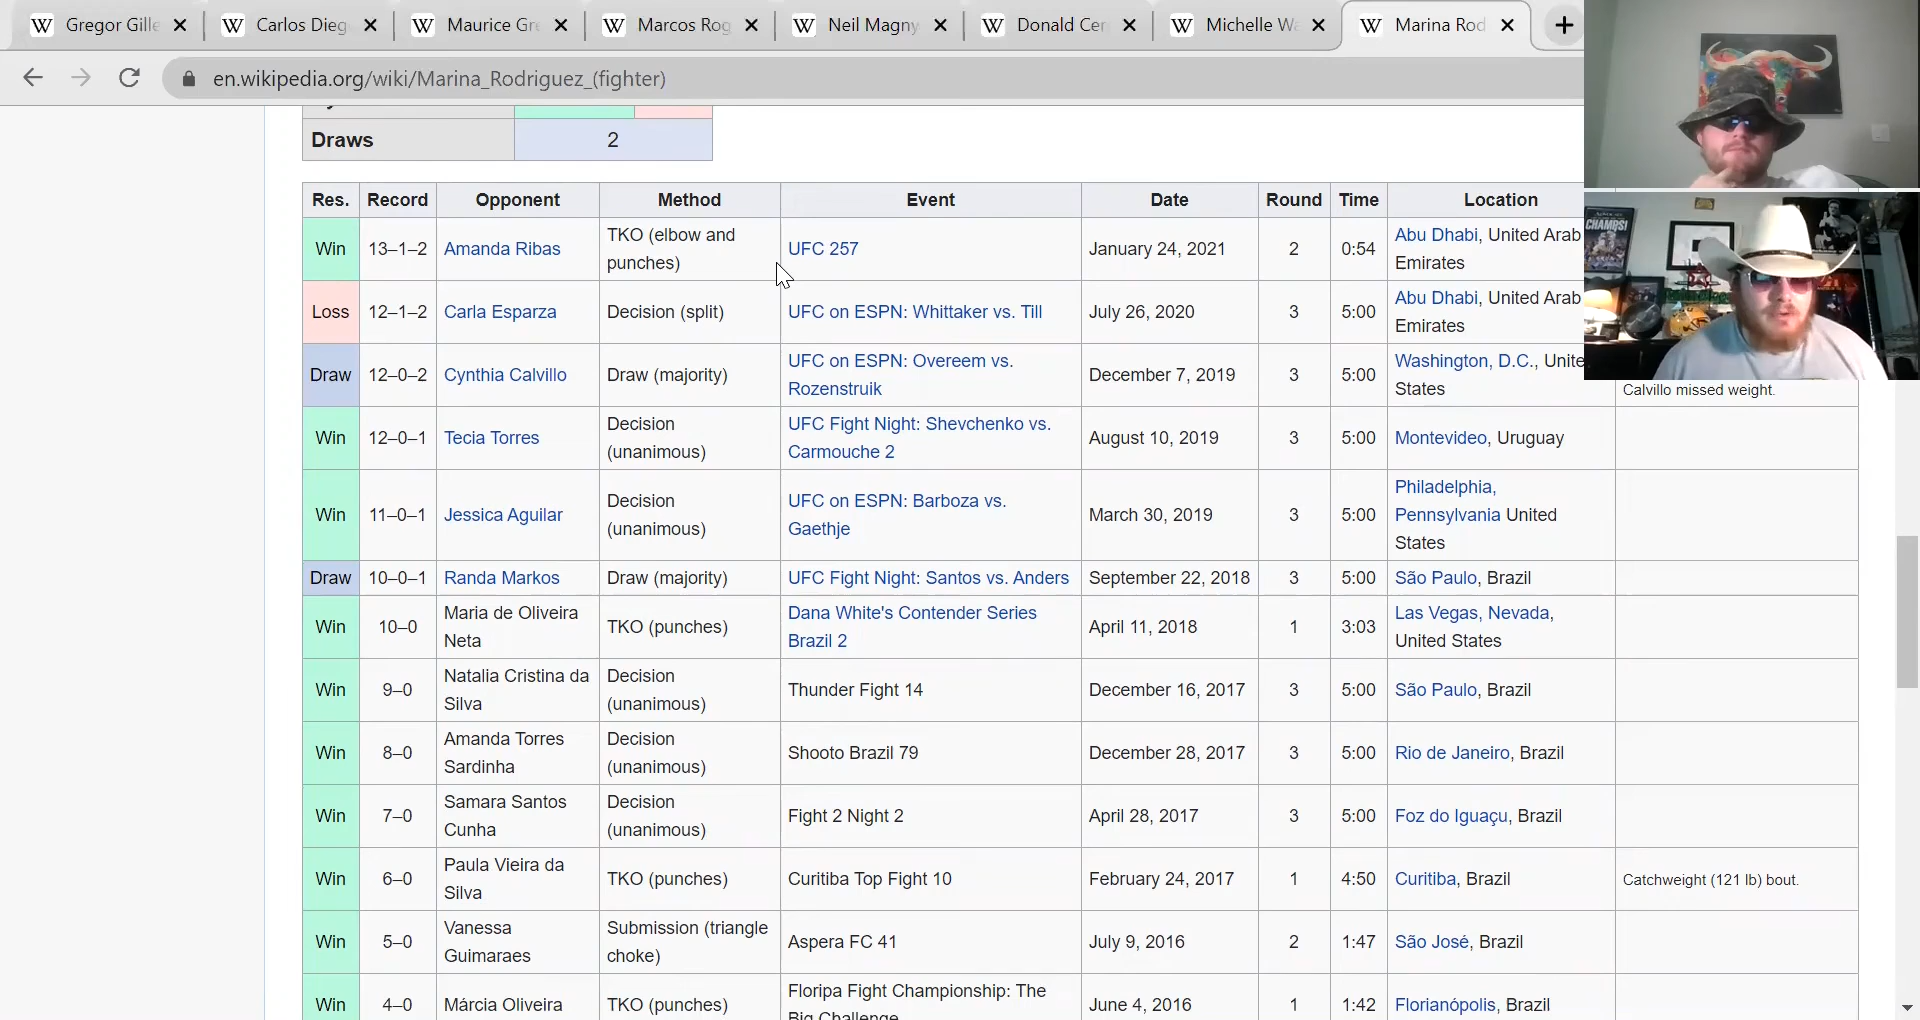 Gregor Gille
Carlos Dieg
Maurice Gre
Marcos Rog
Neil Magny
Donald Cer
Michelle Wa
Marina Rod
en.wikipedia.org/wiki/Marina_Rodriguez_(fighter)
Draws 2
Res. Record Opponent Method Event Date Round Time Location
Win 13–1–2 Amanda Ribas TKO (elbow and punches) UFC 257 January 24, 2021 2 0:54 Abu Dhabi, United Arab Emirates
Loss 12–1–2 Carla Esparza Decision (split) UFC on ESPN: Whittaker vs. Till July 26, 2020 3 5:00 Abu Dhabi, United Arab Emirates
Draw 12–0–2 Cynthia Calvillo Draw (majority) UFC on ESPN: Overeem vs. Rozenstruik December 7, 2019 3 5:00 Washington, D.C., Unite States Calvillo missed weight.
Win 12–0–1 Tecia Torres Decision (unanimous) UFC Fight Night: Shevchenko vs. Carmouche 2 August 10, 2019 3 5:00 Montevideo, Uruguay
Win 11–0–1 Jessica Aguilar Decision (unanimous) UFC on ESPN: Barboza vs. Gaethje March 30, 2019 3 5:00 Philadelphia, Pennsylvania United States
Draw 10–0–1 Randa Markos Draw (majority) UFC Fight Night: Santos vs. Anders September 22, 2018 3 5:00 São Paulo, Brazil
Win 10–0 Maria de Oliveira Neta TKO (punches) Dana White's Contender Series Brazil 2 April 11, 2018 1 3:03 Las Vegas, Nevada, United States
Win 9–0 Natalia Cristina da Silva Decision (unanimous) Thunder Fight 14 December 16, 2017 3 5:00 São Paulo, Brazil
Win 8–0 Amanda Torres Sardinha Decision (unanimous) Shooto Brazil 79 December 28, 2017 3 5:00 Rio de Janeiro, Brazil
Win 7–0 Samara Santos Cunha Decision (unanimous) Fight 2 Night 2 April 28, 2017 3 5:00 Foz do Iguaçu, Brazil
Win 6–0 Paula Vieira da Silva TKO (punches) Curitiba Top Fight 10 February 24, 2017 1 4:50 Curitiba, Brazil Catchweight (121 lb) bout.
Win 5–0 Vanessa Guimaraes Submission (triangle choke) Aspera FC 41 July 9, 2016 2 1:47 São José, Brazil
Win 4–0 Márcia Oliveira TKO (punches) Floripa Fight Championship: The Big Challenge June 4, 2016 1 1:42 Florianópolis, Brazil
CHAMPS!